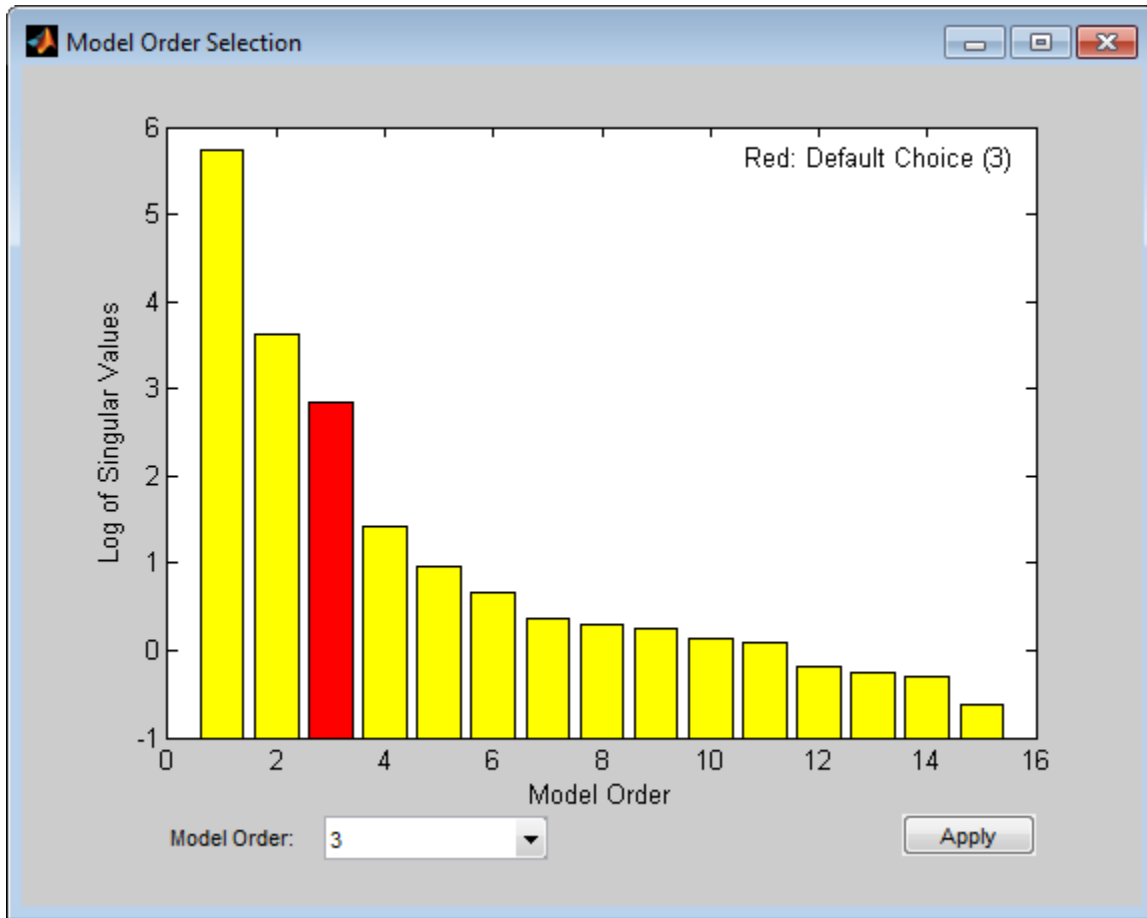 Model Order Selection
Red: Default Choice (3)
6
5
4
3
2
1
0
-1
Log of Singular Values
0 2 4 6 8 10 12 14 16
Model Order
Model Order: 3 Apply